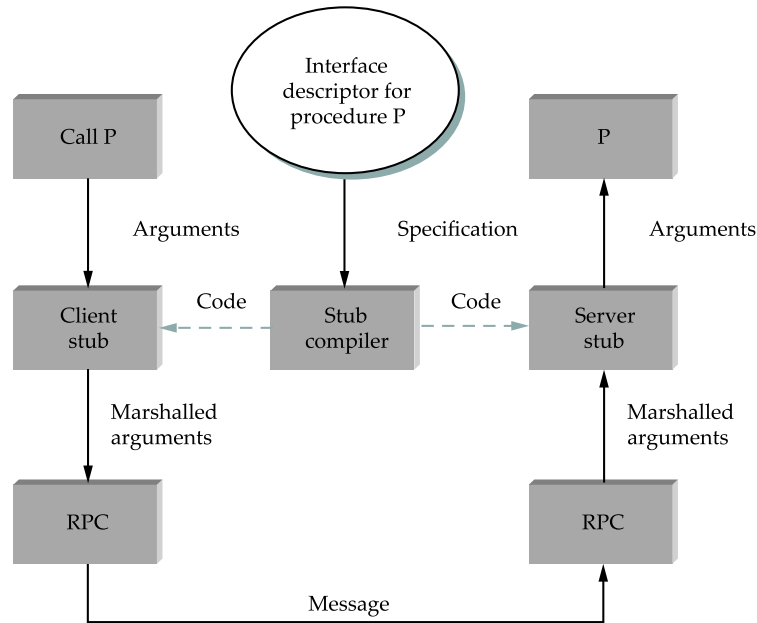 Interface
descriptor for
procedure P
Call P
P
Arguments
Specification
Arguments
Code
Code
Client
stub
Stub
compiler
Server
stub
Marshalled
arguments
Marshalled
arguments
RPC
RPC
Message